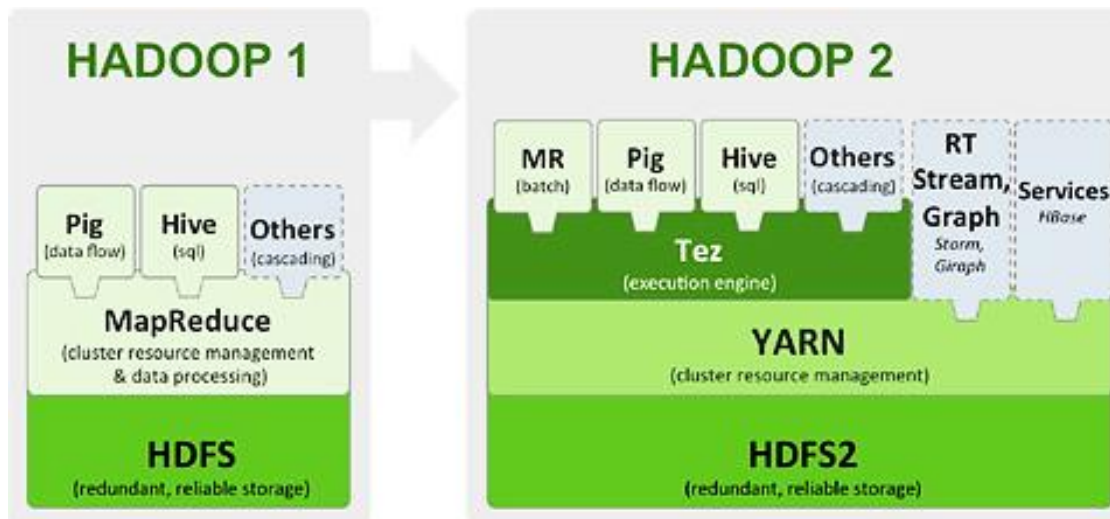 HADOOP 1
Pig
(data flow)
Hive
(sql)
Others
(cascading)
MapReduce
(cluster resource management
& data processing)
HDFS
(redundant, reliable storage)
HADOOP 2
MR
(batch)
Pig
(data flow)
Hive
(sql)
Others
(cascading)
RT
Stream,
Graph
Storm,
Giraph
Services
HBase
Tez
(execution engine)
YARN
(cluster resource management)
HDFS2
(redundant, reliable storage)